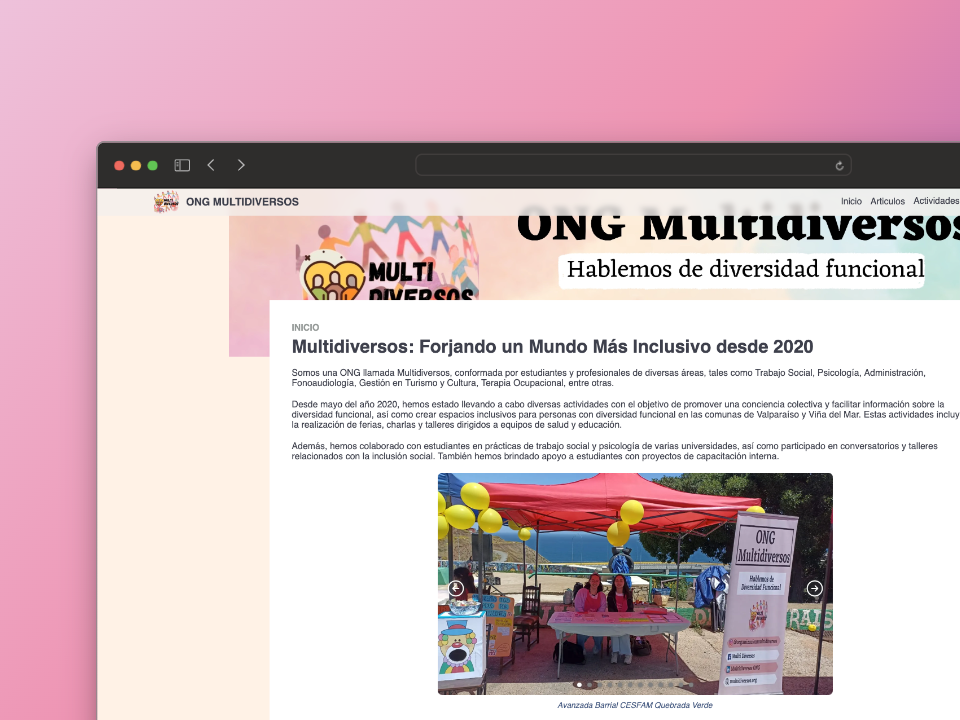 ONG MULTIDIVERSOS
Inicio Articulos Actividades
ONG Multidiversos
Hablemos de diversidad funcional
MULTI
DIVERSOS
INICIO
Multidiversos: Forjando un Mundo Más Inclusivo desde 2020
Somos una ONG llamada Multidiversos, conformada por estudiantes y profesionales de diversas áreas, tales como Trabajo Social, Psicología, Administración,
Fonoaudiología, Gestión en Turismo y Cultura, Terapia Ocupacional, entre otras.
Desde mayo del año 2020, hemos estado llevando a cabo diversas actividades con el objetivo de promover una conciencia colectiva y facilitar información sobre la
diversidad funcional, así como crear espacios inclusivos para personas con diversidad funcional en las comunas de Valparaíso y Viña del Mar. Estas actividades incluy
la realización de ferias, charlas y talleres dirigidos a equipos de salud y educación.
Además, hemos colaborado con estudiantes en prácticas de trabajo social y psicología de varias universidades, así como participado en conversatorios y talleres
relacionados con la inclusión social. También hemos brindado apoyo a estudiantes con proyectos de capacitación interna.
ONG
Multidiversos
Hablemos de
Diversidad Funcional
Multi Diversos
Avanzada Barrial CESFAM Quebrada Verde